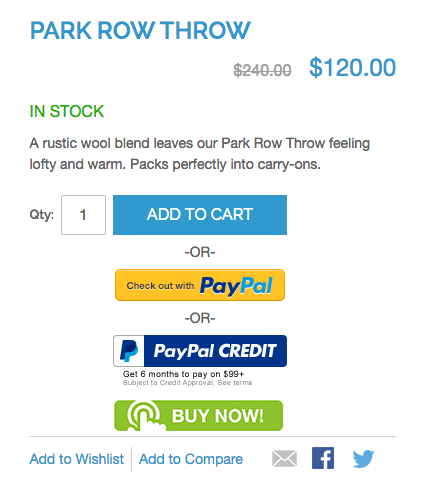 PARK ROW THROW
$240.00 $120.00
IN STOCK
A rustic wool blend leaves our Park Row Throw feeling
lofty and warm. Packs perfectly into carry-ons.
Qty: 1 ADD TO CART
-OR-
Check out with PayPal
-OR-
PayPal CREDIT
Get 6 months to pay on $99+
Subject to Credit Approval, See terms
BUY NOW!
Add to Wishlist Add to Compare